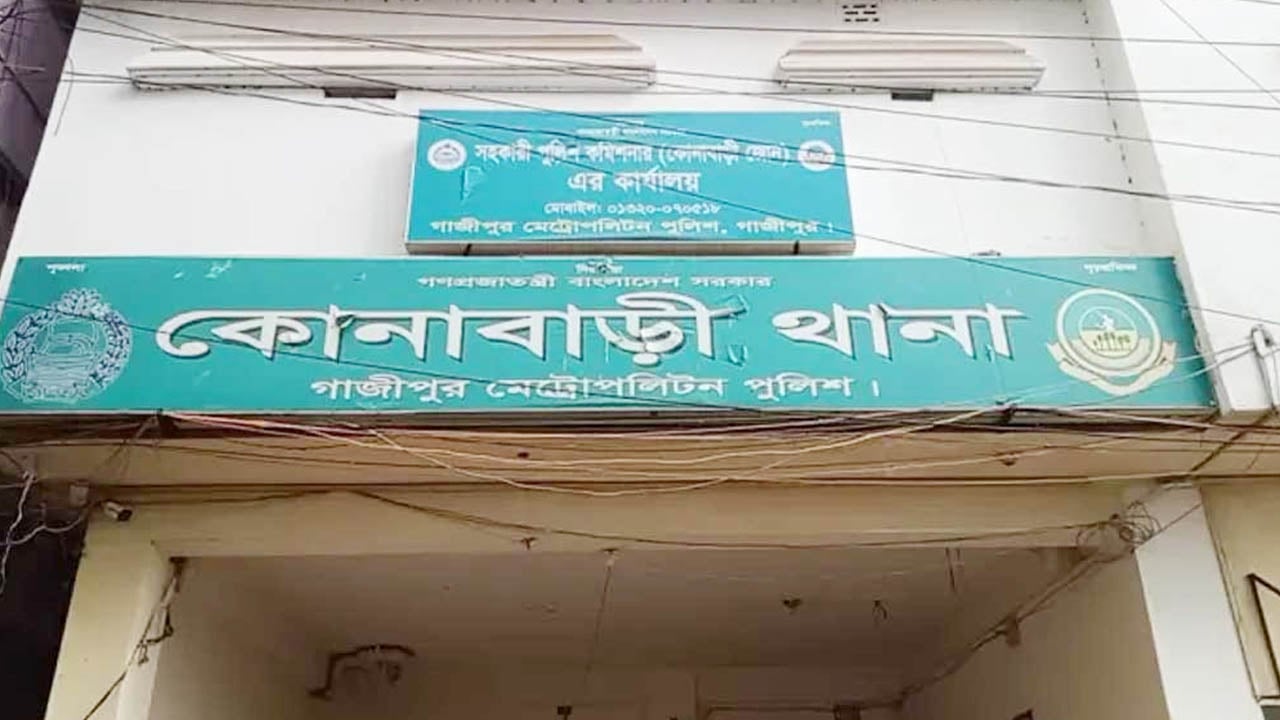 সহকারী পুলিশ কমিশনার (কোনাবাড়ী জোন)
এর কার্যালয়
মোবাইল: ০১৩২০-০৭০৫১৮
গাজীপুর মেট্রোপলিটন পুলিশ, গাজীপুর।
গণপ্রজাতন্ত্রী বাংলাদেশ সরকার
কোনাবাড়ী থানা
গাজীপুর মেট্রোপলিটন পুলিশ।